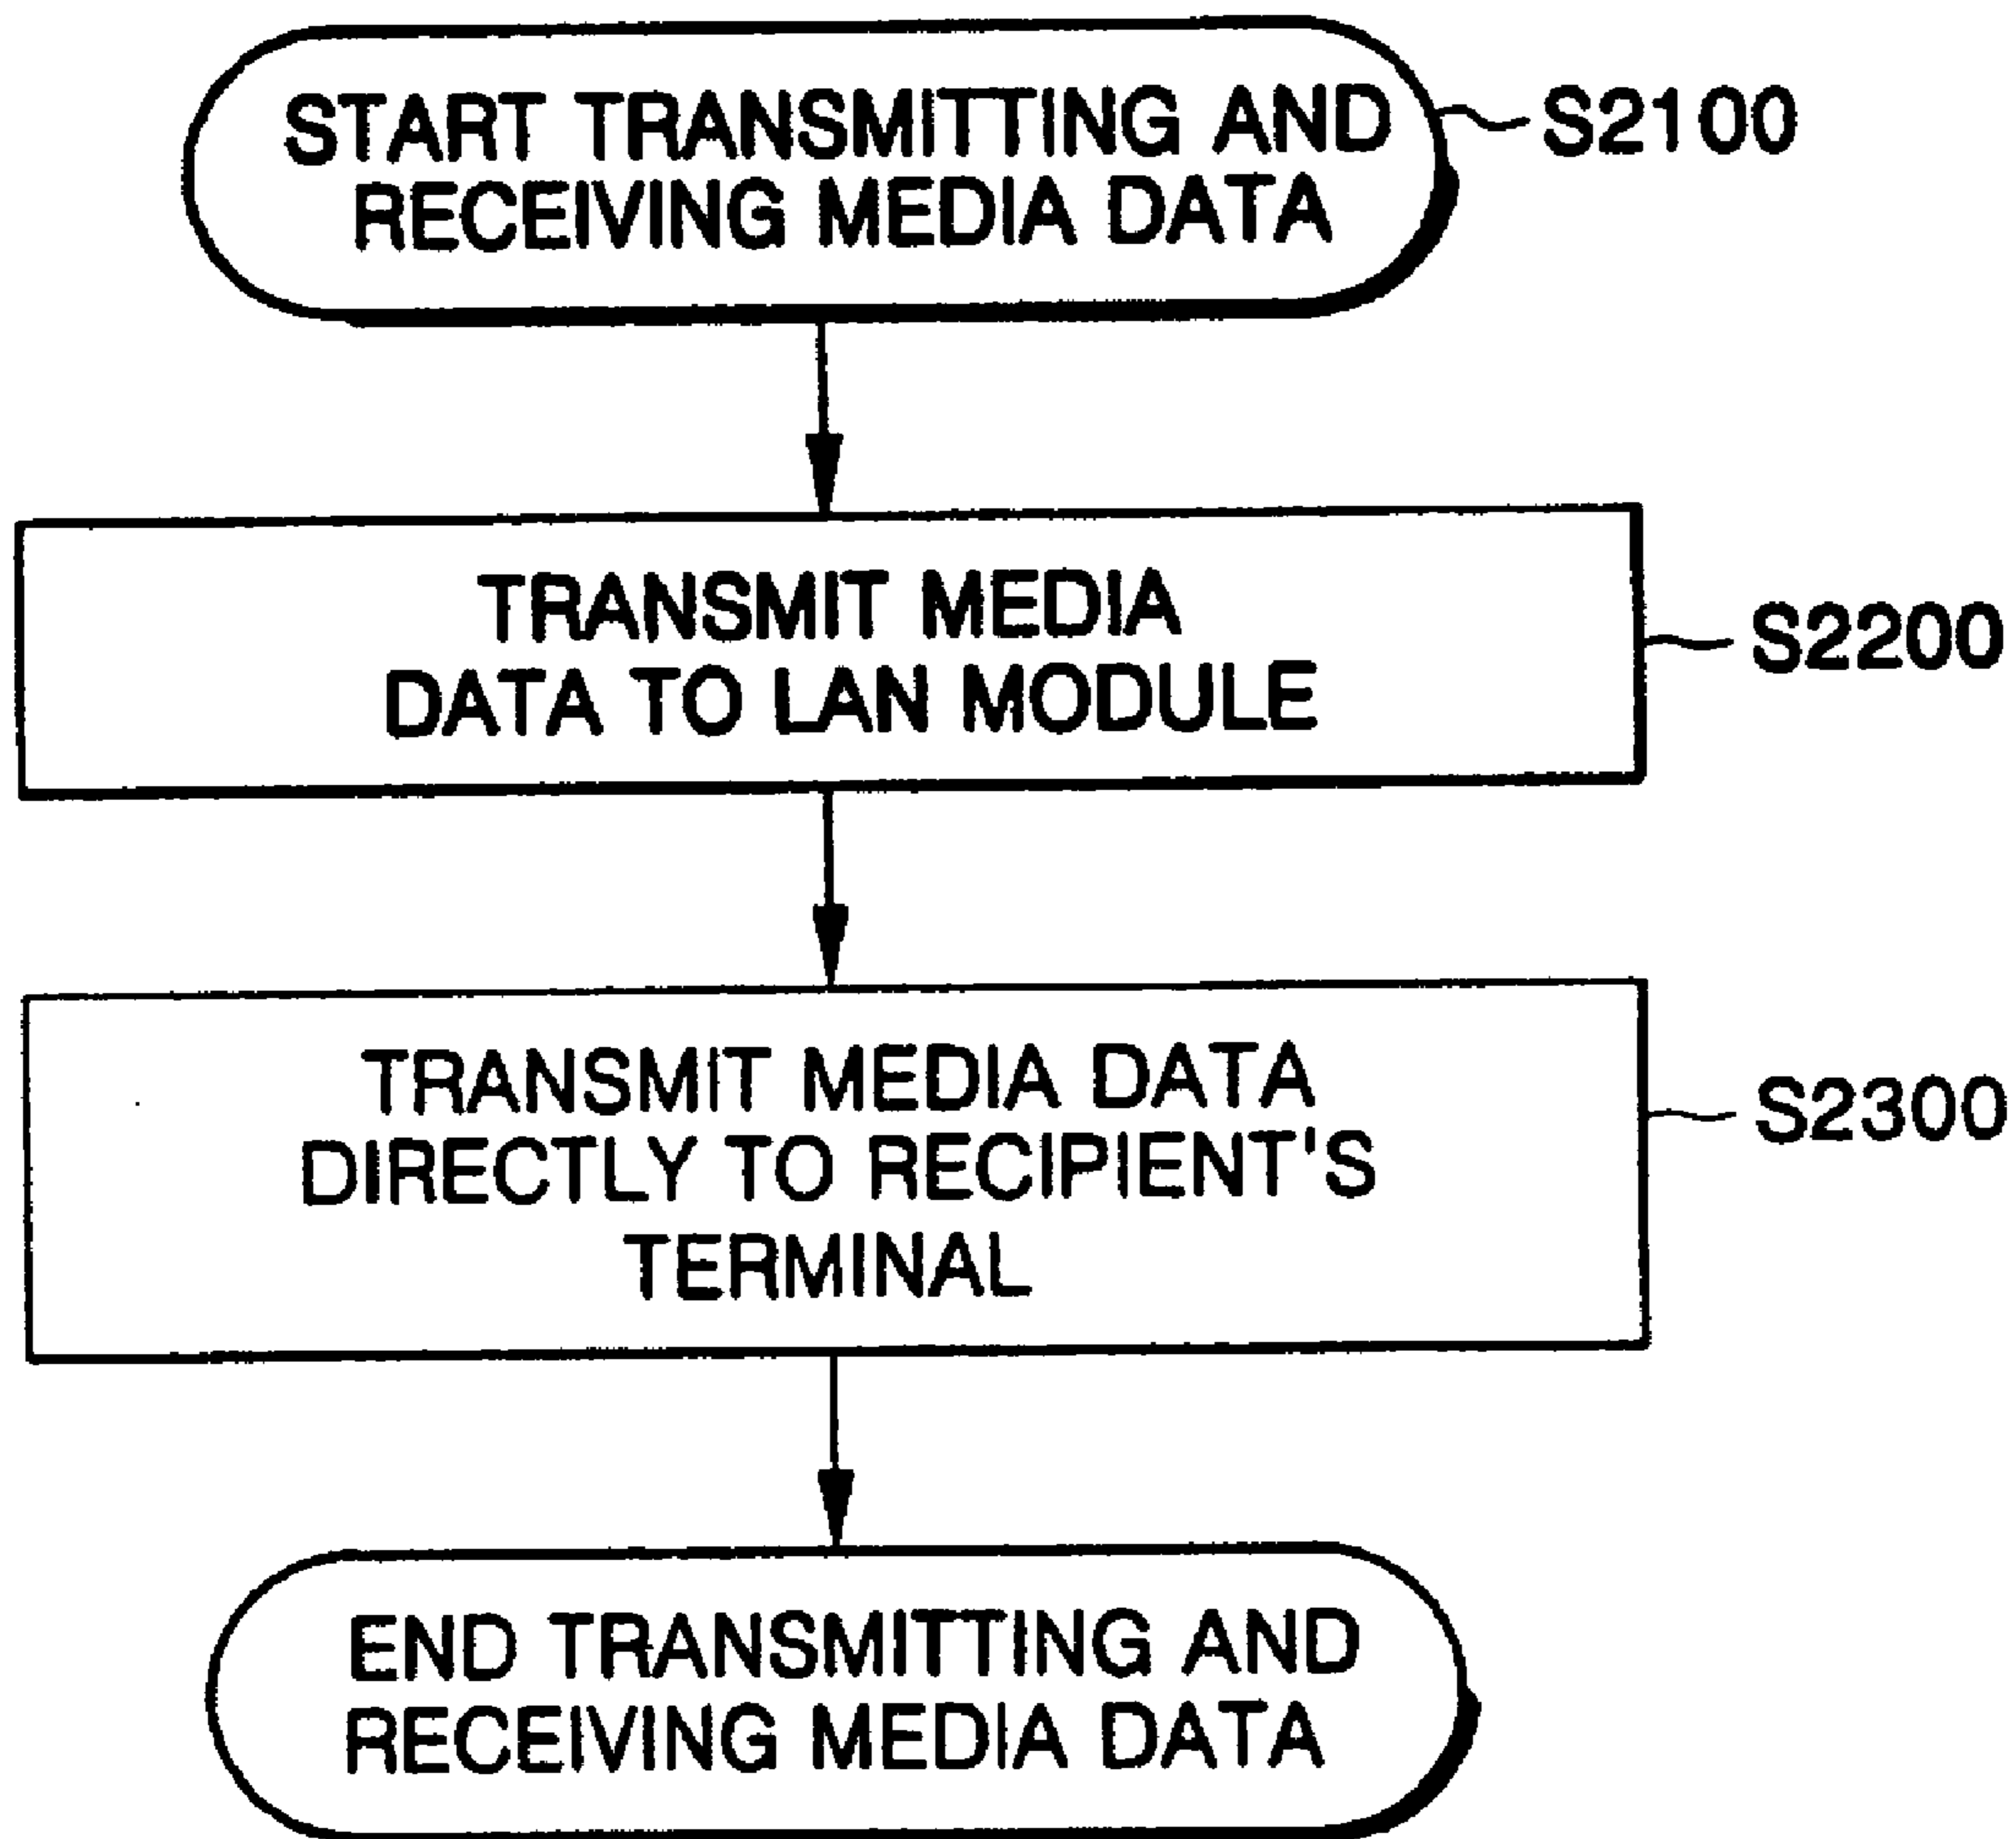 START TRANSMITTING AND
RECEIVING MEDIA DATA
S2100
TRANSMIT MEDIA
DATA TO LAN MODULE
S2200
TRANSMIT MEDIA DATA
DIRECTLY TO RECIPIENT'S
TERMINAL
S2300
END TRANSMITTING AND
RECEIVING MEDIA DATA